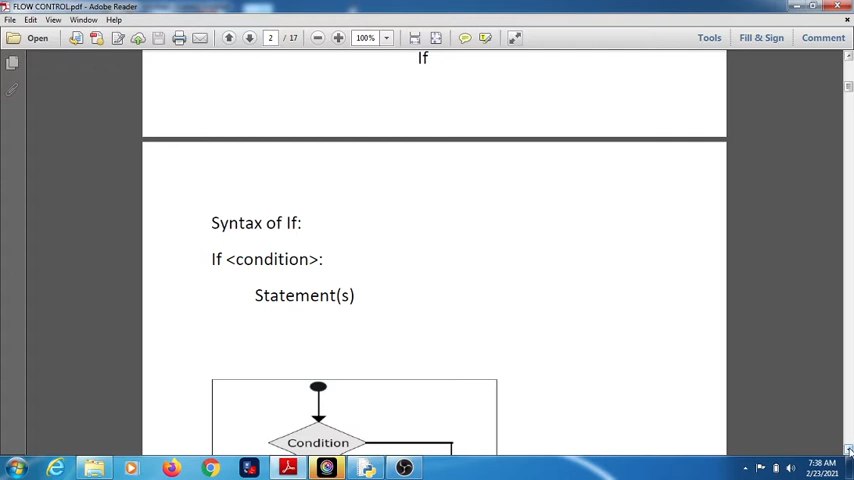 FLOW CONTROL.pdf - Adobe Reader
File Edit View Window Help
Open 2 / 17 100% Tools Fill & Sign Comment
If
Syntax of If:
If <condition>:
Statement(s)
Condition
7:38 AM
2/23/2021